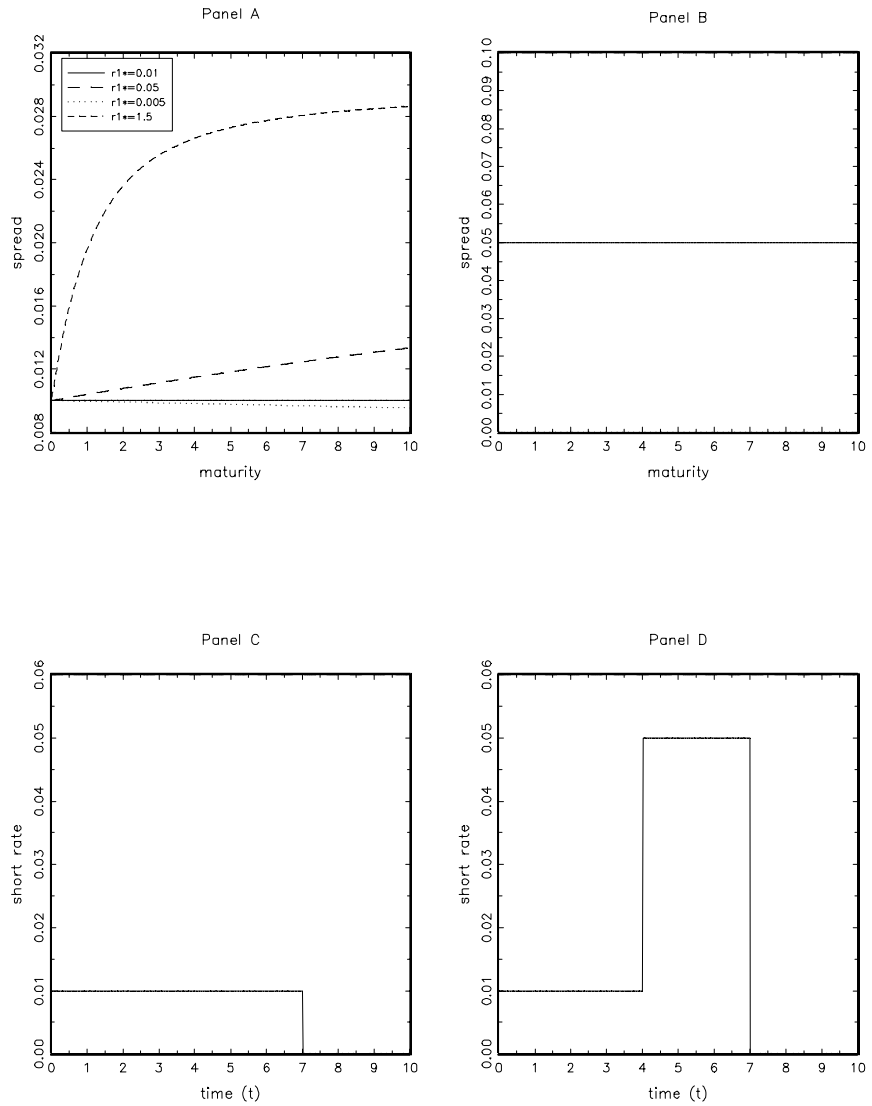 Panel A
0.032
0.028
0.024
0.020
0.016
0.012
0.008
spread
r1*=0.01
r1*=0.05
r1*=0.005
r1*=1.5
0 1 2 3 4 5 6 7 8 9 10
maturity
Panel B
0.10
0.09
0.08
0.07
0.06
0.05
0.04
0.03
0.02
0.01
0.00
spread
0 1 2 3 4 5 6 7 8 9 10
maturity
Panel C
0.06
0.05
0.04
0.03
0.02
0.01
0.00
short rate
0 1 2 3 4 5 6 7 8 9 10
time (t)
Panel D
0.06
0.05
0.04
0.03
0.02
0.01
0.00
short rate
0 1 2 3 4 5 6 7 8 9 10
time (t)